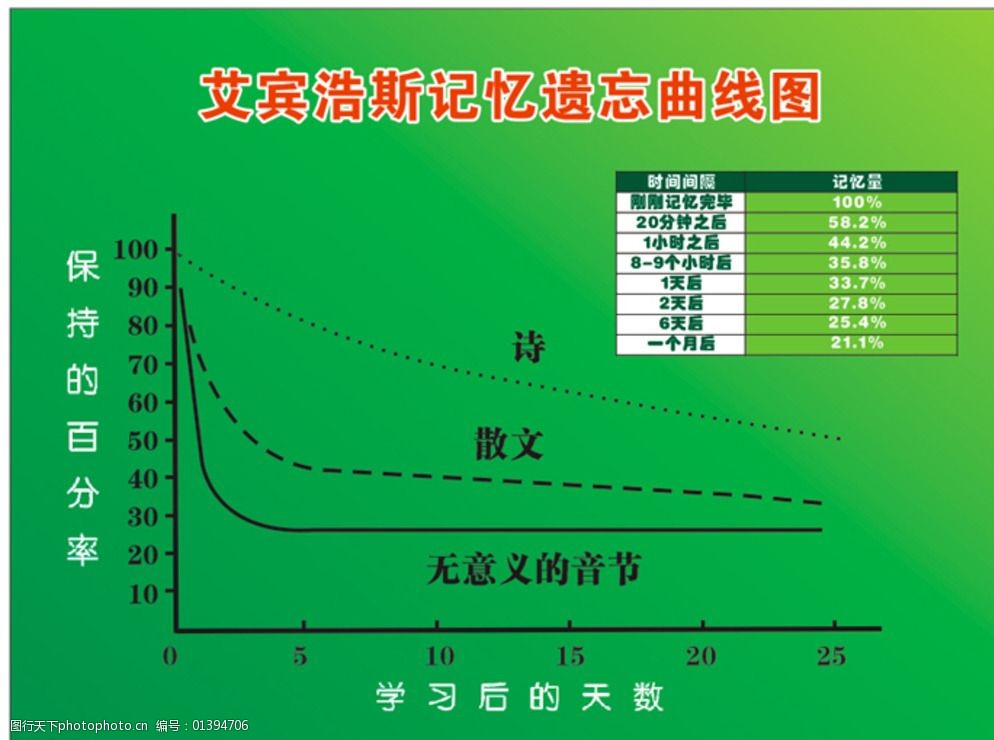 艾宾浩斯记忆遗忘曲线图
时间间隔 记忆量
刚刚记忆完毕 100%
20分钟之后 58.2%
1小时之后 44.2%
8-9个小时后 35.8%
1天后 33.7%
2天后 27.8%
6天后 25.4%
一个月后 21.1%
保持的百分率
100
90
80
70
60
50
40
30
20
10
诗
散文
无意义的音节
0 5 10 15 20 25
学习后的天数
图行天下photophoto.cn 编号:01394706